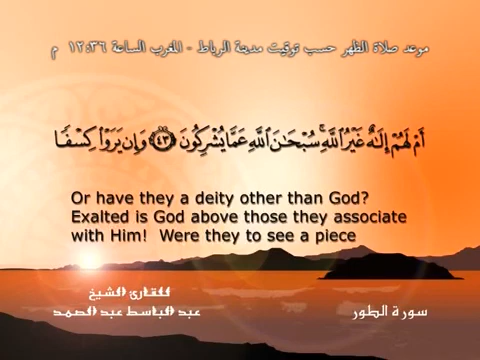 موعد صلاة الظهر حسب توقيت مدينة الرباط - المغرب الساعة ١٢:٣٦ م
أَمْ لَهُمْ إِلَٰهٌ غَيْرُ ٱللَّهِ ۚ سُبْحَٰنَ ٱللَّهِ عَمَّا يُشْرِكُونَ ﴿٤٣﴾ وَإِن يَرَوْا۟ كِسْفًا
Or have they a deity other than God?
Exalted is God above those they associate
with Him! Were they to see a piece
للقارئ الشيخ
عبد الباسط عبد الصمد
سورة الطور